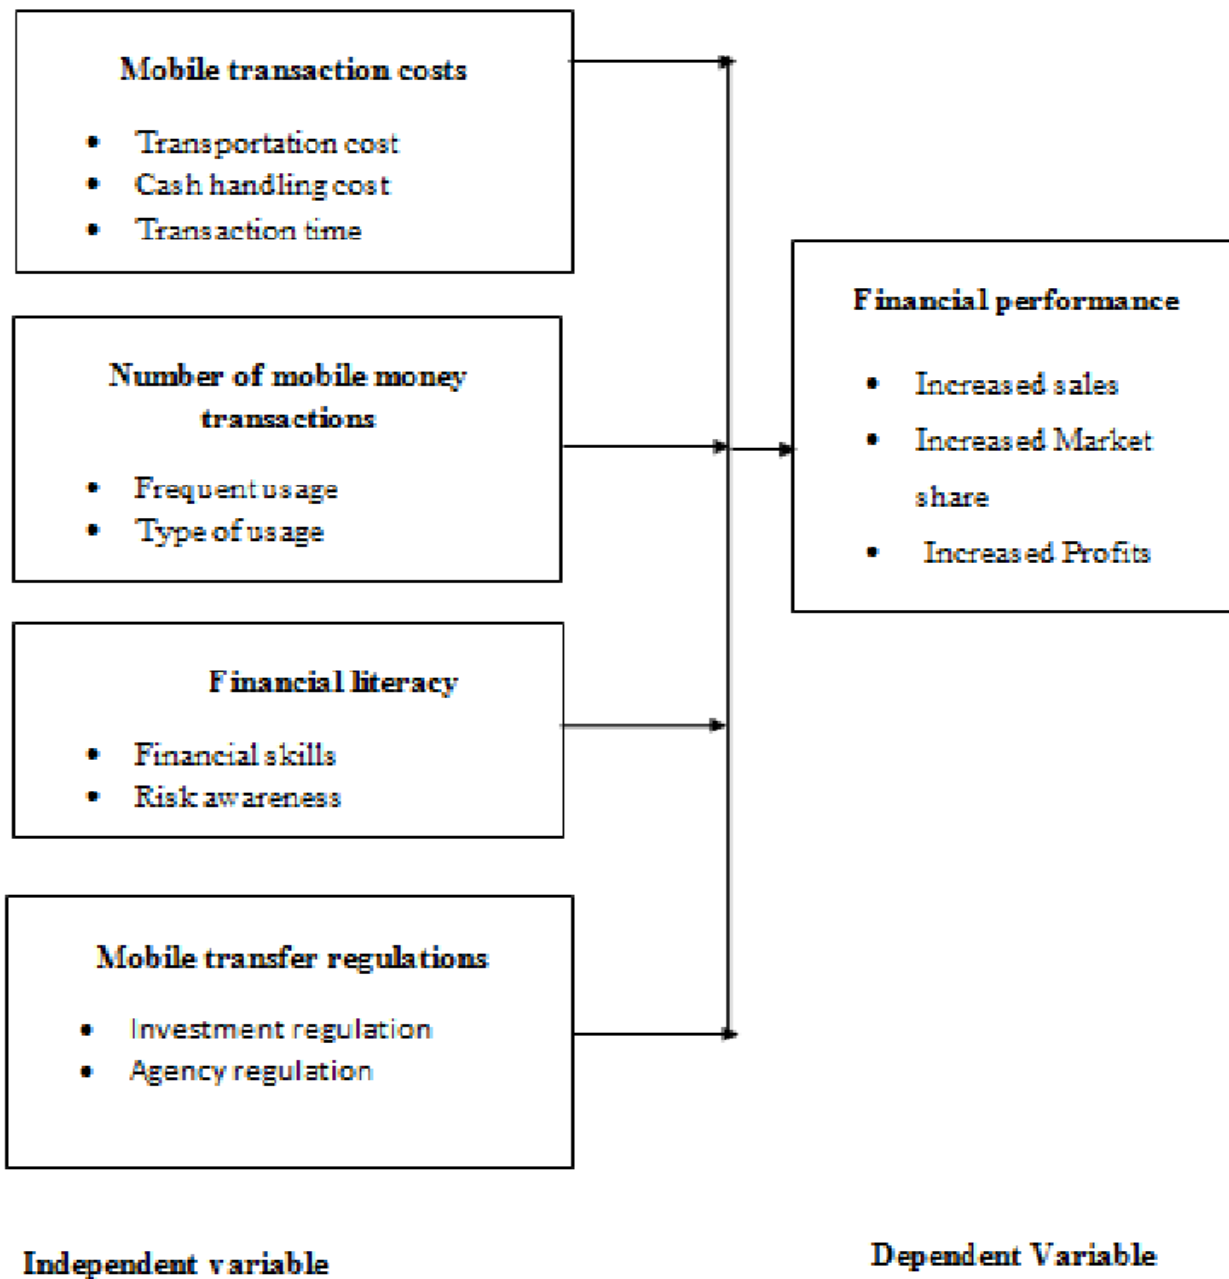 Mobile transaction costs
• Transportation cost
• Cash handling cost
• Transaction time
Number of mobile money
transactions
• Frequent usage
• Type of usage
Financial literacy
• Financial skills
• Risk awareness
Mobile transfer regulations
• Investment regulation
• Agency regulation
Independent variable
Financial performance
• Increased sales
• Increased Market
share
• Increased Profits
Dependent Variable